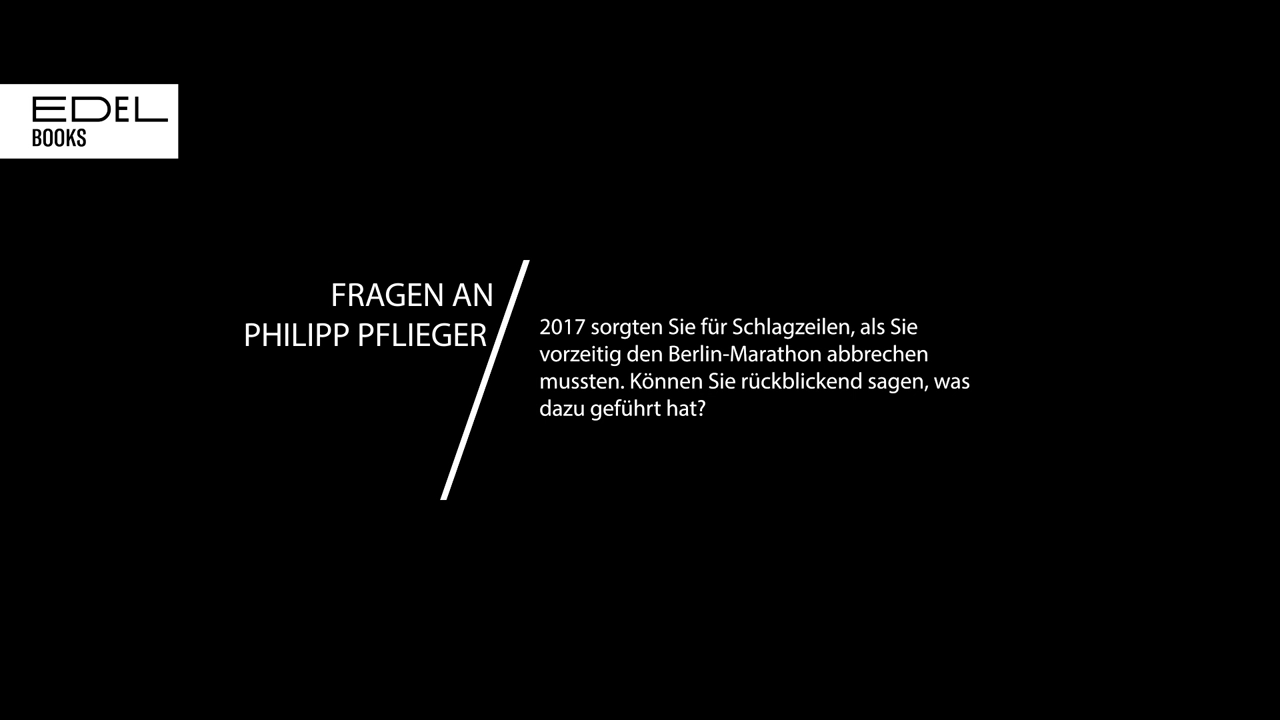 EDEL
BOOKS
FRAGEN AN
PHILIPP PFLIEGER
2017 sorgten Sie für Schlagzeilen, als Sie
vorzeitig den Berlin-Marathon abbrechen
mussten. Können Sie rückblickend sagen, was
dazu geführt hat?